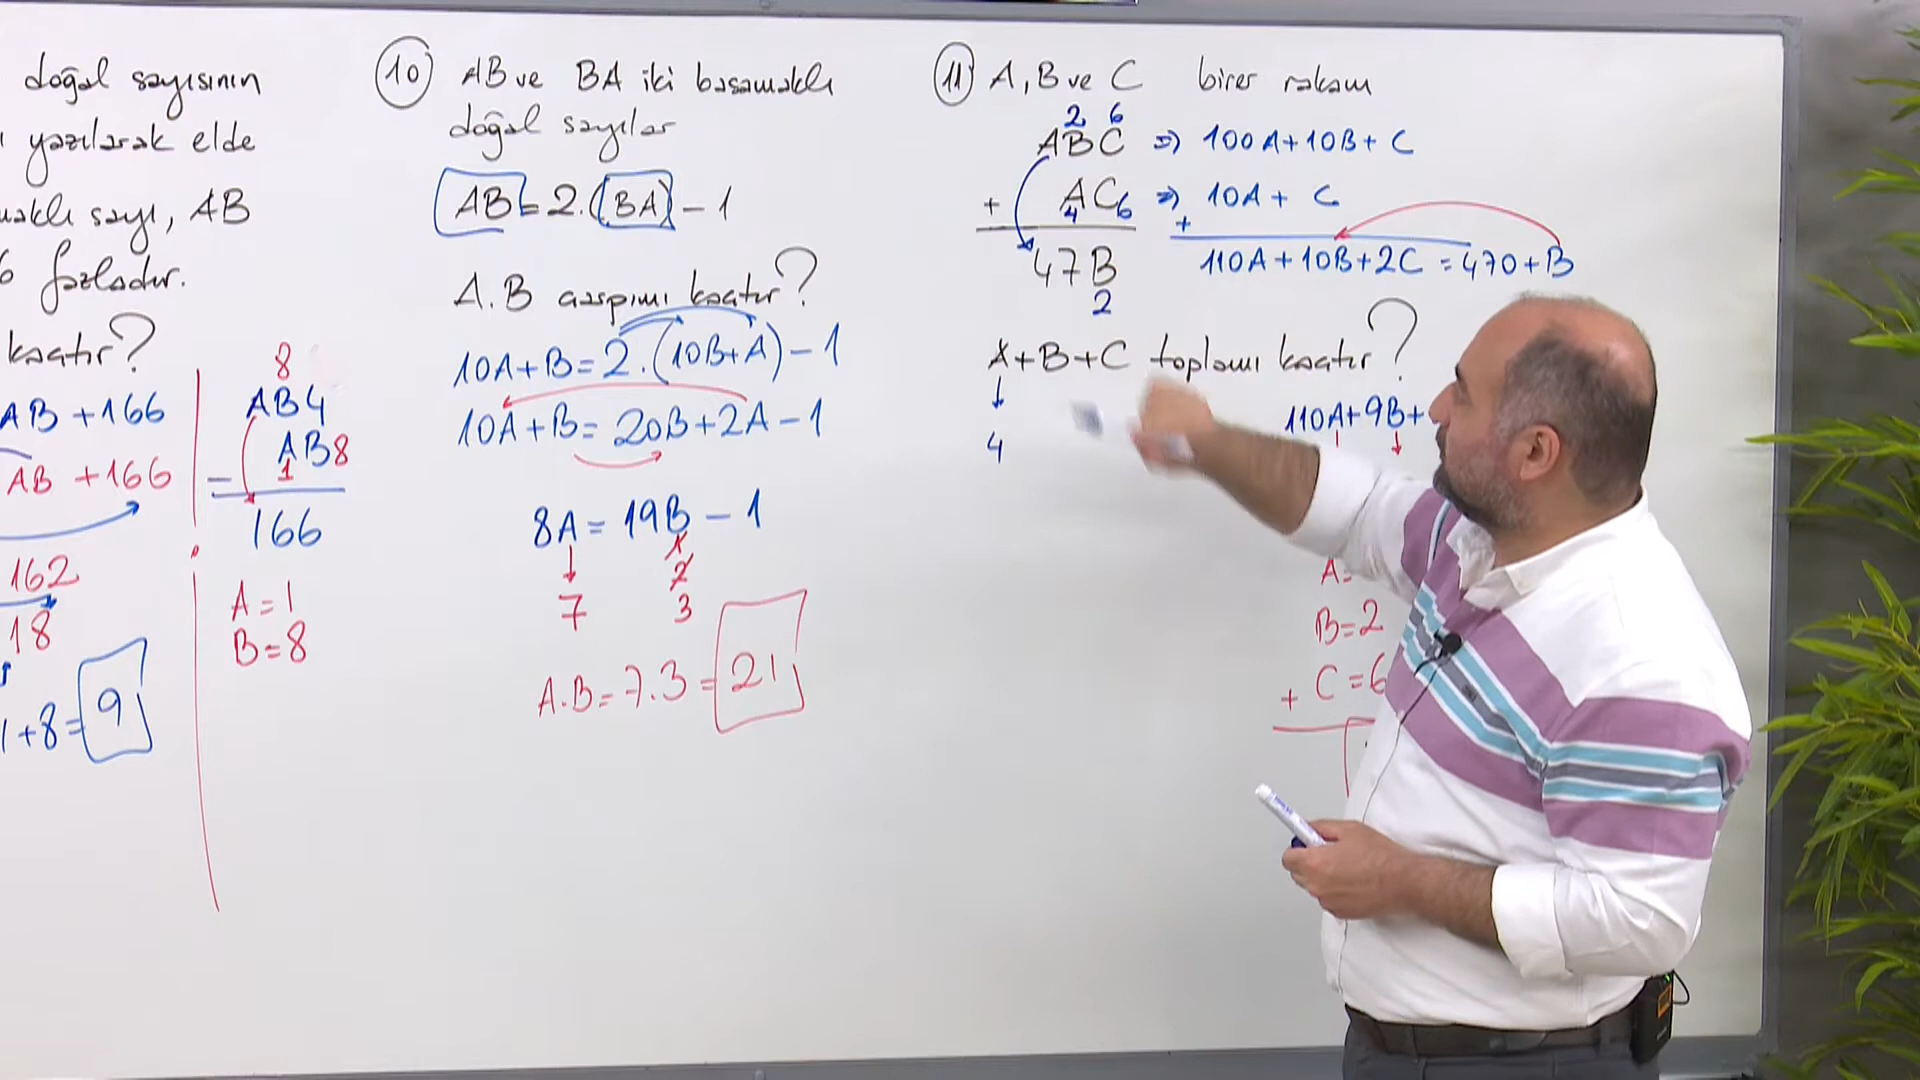 doğal sayısının
yazılarak elde
sayı, AB
6 fazladır.
kaçtır?
AB + 166
AB + 166
162
18
1+8=9
8
AB4
AB8
1
−
166
A=1
B=8
10 AB ve BA iki basamaklı
doğal sayılar
AB=2.(BA)−1
A.B çarpımı kaçtır?
10A+B=2.(10B+A)−1
10A+B=20B+2A−1
8A=19B−1
1
2
7 3
A.B=7.3=21
11 A,B ve C birer rakam
2 6
ABC ⇒ 100A+10B+C
+ AC ⇒ 10A+C
4 6
+
47B 110A+10B+2C=470+B
2
A+B+C toplamı kaçtır?
4
110A+9B+
A=
B=2
+ C=6